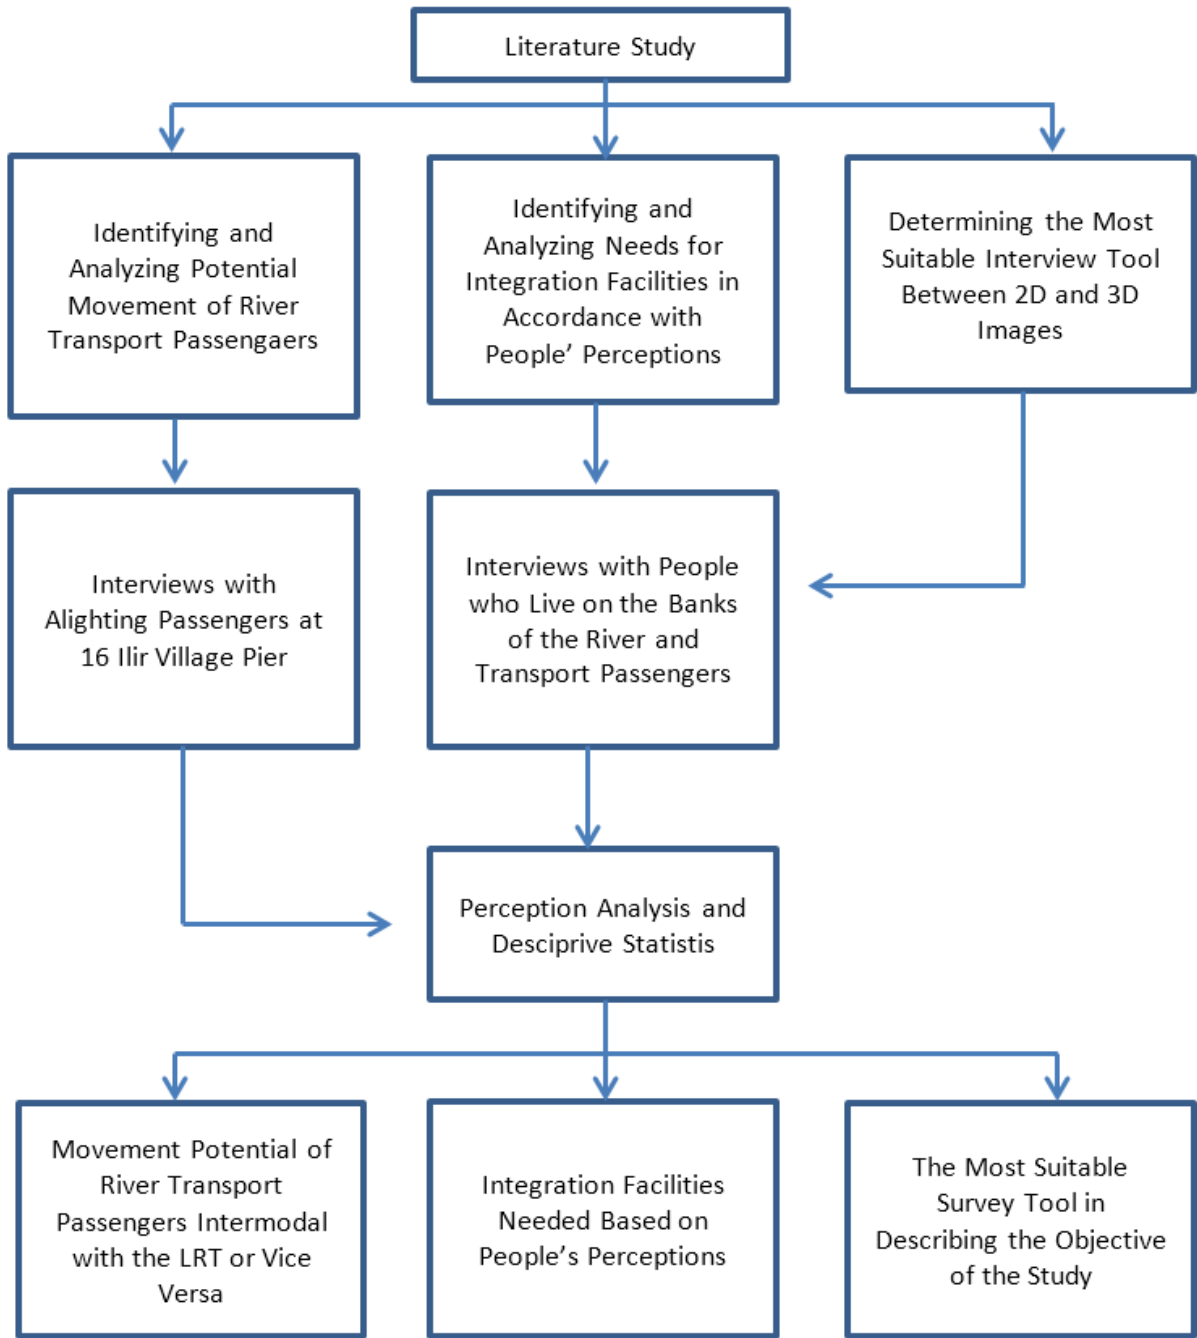 Literature Study
Identifying and
Analyzing Potential
Movement of River
Transport Passengaers
Identifying and
Analyzing Needs for
Integration Facilities in
Accordance with
People’ Perceptions
Determining the Most
Suitable Interview Tool
Between 2D and 3D
Images
Interviews with
Alighting Passengers at
16 Ilir Village Pier
Interviews with People
who Live on the Banks
of the River and
Transport Passengers
Perception Analysis and
Desciprive Statistis
Movement Potential of
River Transport
Passengers Intermodal
with the LRT or Vice
Versa
Integration Facilities
Needed Based on
People’s Perceptions
The Most Suitable
Survey Tool in
Describing the Objective
of the Study